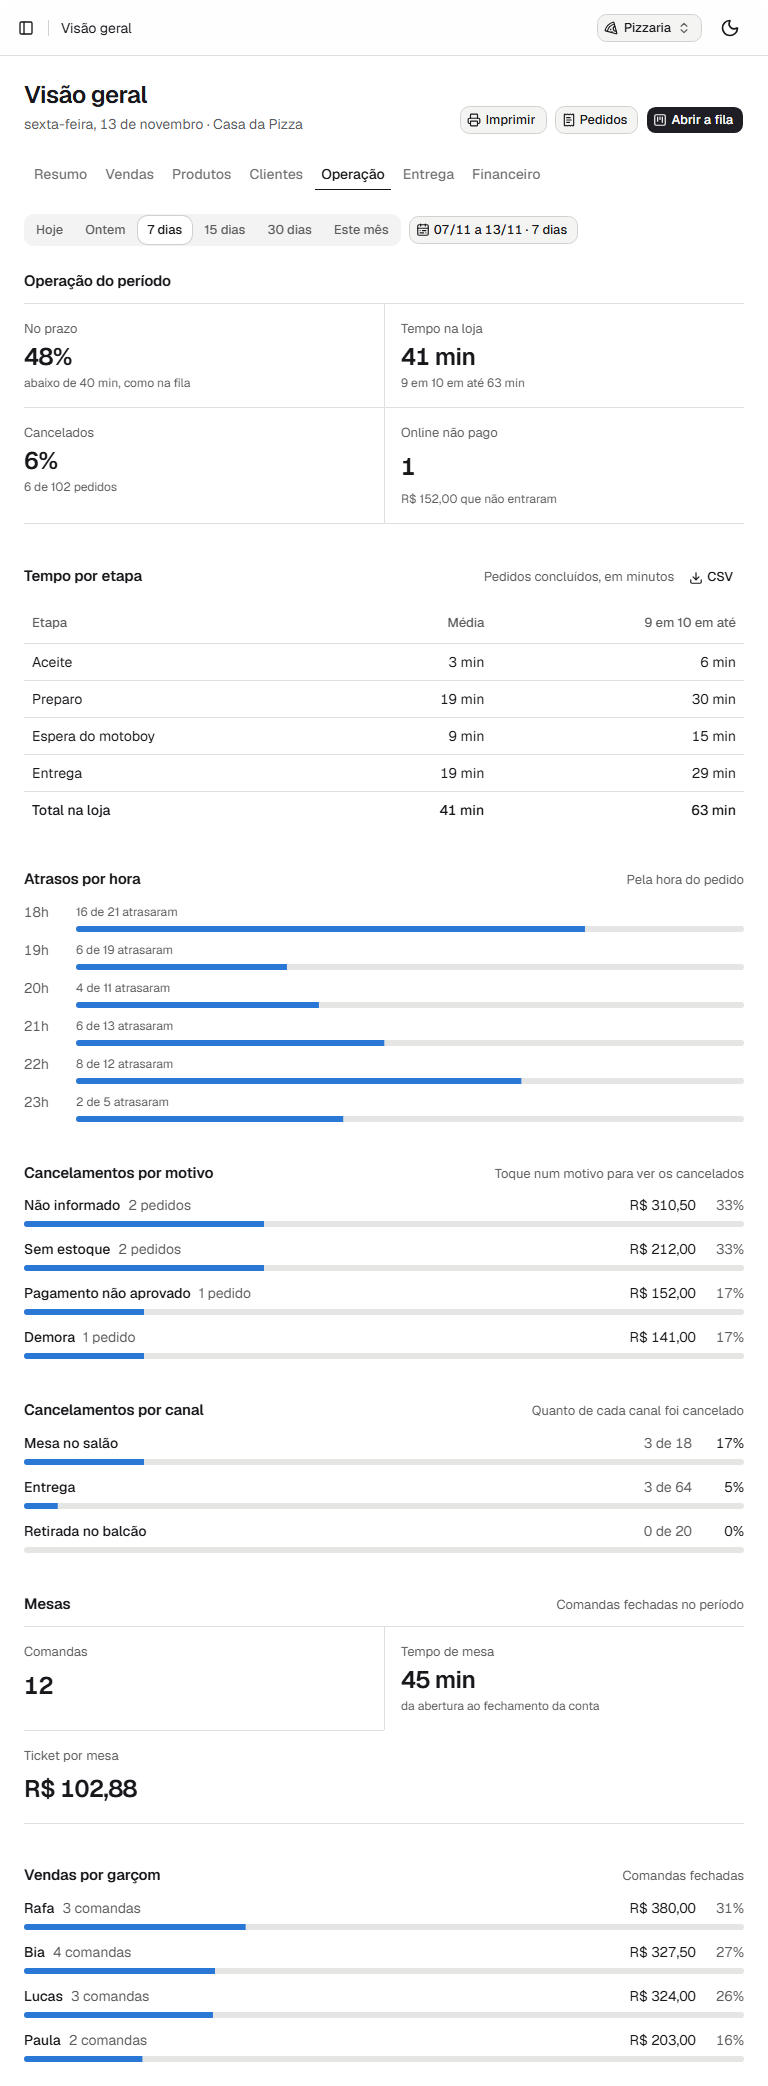 Visão geral
Pizzaria
Visão geral
sexta-feira, 13 de novembro · Casa da Pizza
Imprimir
Pedidos
Abrir a fila
Resumo Vendas Produtos Clientes Operação Entrega Financeiro
Hoje Ontem 7 dias 15 dias 30 dias Este mês
07/11 a 13/11 · 7 dias
Operação do período
No prazo
48%
abaixo de 40 min, como na fila
Tempo na loja
41 min
9 em 10 em até 63 min
Cancelados
6%
6 de 102 pedidos
Online não pago
1
R$ 152,00 que não entraram
Tempo por etapa
Pedidos concluídos, em minutos
CSV
Etapa Média 9 em 10 em até
Aceite 3 min 6 min
Preparo 19 min 30 min
Espera do motoboy 9 min 15 min
Entrega 19 min 29 min
Total na loja 41 min 63 min
Atrasos por hora
Pela hora do pedido
18h 16 de 21 atrasaram
19h 6 de 19 atrasaram
20h 4 de 11 atrasaram
21h 6 de 13 atrasaram
22h 8 de 12 atrasaram
23h 2 de 5 atrasaram
Cancelamentos por motivo
Toque num motivo para ver os cancelados
Não informado 2 pedidos R$ 310,50 33%
Sem estoque 2 pedidos R$ 212,00 33%
Pagamento não aprovado 1 pedido R$ 152,00 17%
Demora 1 pedido R$ 141,00 17%
Cancelamentos por canal
Quanto de cada canal foi cancelado
Mesa no salão 3 de 18 17%
Entrega 3 de 64 5%
Retirada no balcão 0 de 20 0%
Mesas
Comandas fechadas no período
Comandas
12
Tempo de mesa
45 min
da abertura ao fechamento da conta
Ticket por mesa
R$ 102,88
Vendas por garçom
Comandas fechadas
Rafa 3 comandas R$ 380,00 31%
Bia 4 comandas R$ 327,50 27%
Lucas 3 comandas R$ 324,00 26%
Paula 2 comandas R$ 203,00 16%